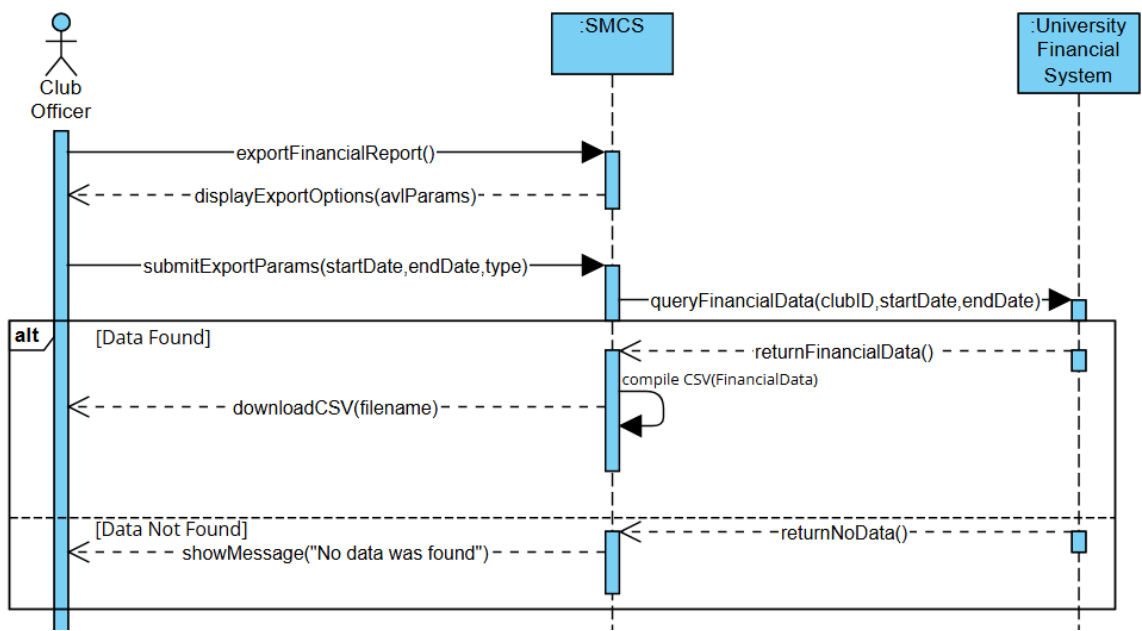 Club
Officer
:SMCS
:University
Financial
System
exportFinancialReport()
displayExportOptions(avlParams)
submitExportParams(startDate,endDate,type)
queryFinancialData(clubID,startDate,endDate)
alt
[Data Found]
returnFinancialData()
compile CSV(FinancialData)
downloadCSV(filename)
[Data Not Found]
returnNoData()
showMessage("No data was found")